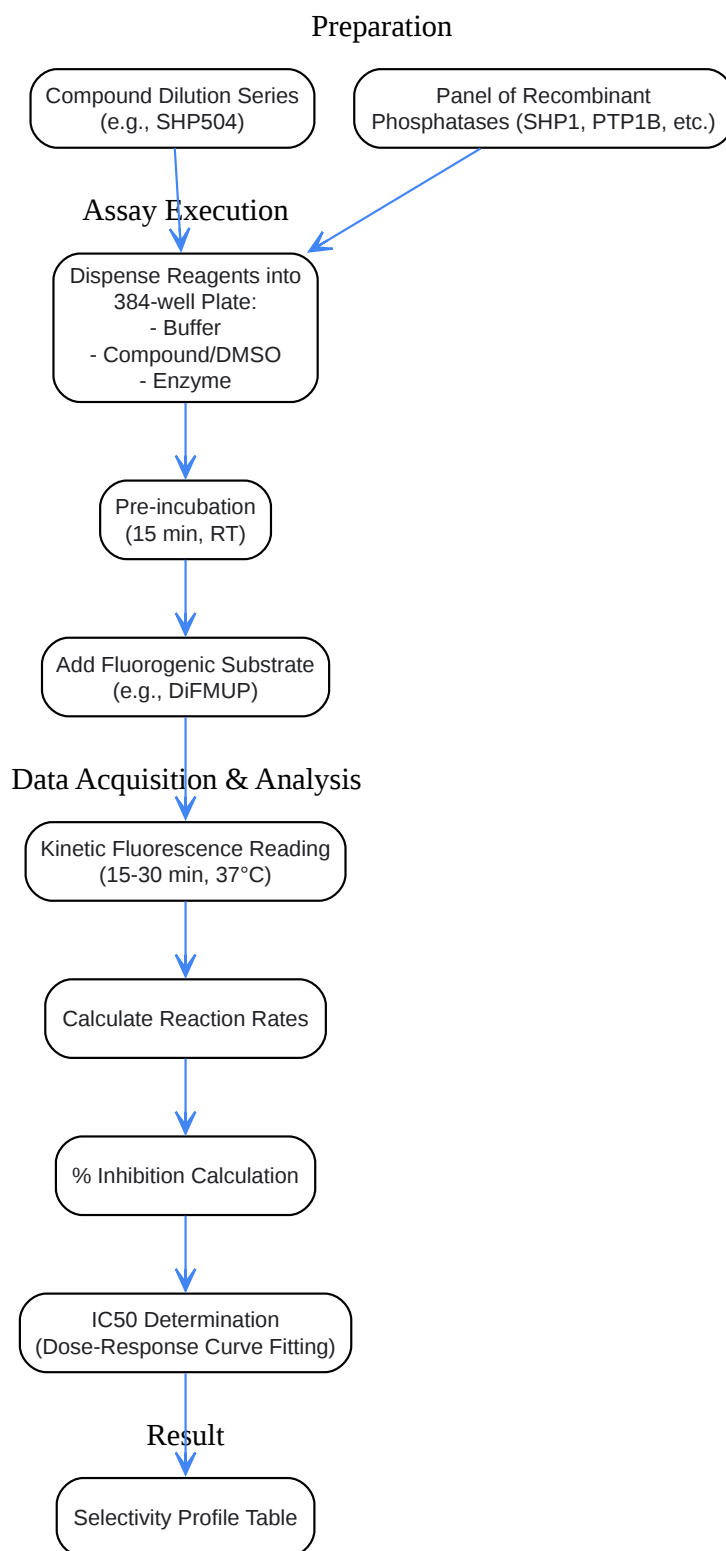 Preparation
Compound Dilution Series
(e.g., SHP504)
Panel of Recombinant
Phosphatases (SHP1, PTP1B, etc.)
Assay Execution
Dispense Reagents into
384-well Plate:
- Buffer
- Compound/DMSO
- Enzyme
Pre-incubation
(15 min, RT)
Add Fluorogenic Substrate
(e.g., DiFMUP)
Data Acquisition & Analysis
Kinetic Fluorescence Reading
(15-30 min, 37°C)
Calculate Reaction Rates
% Inhibition Calculation
IC50 Determination
(Dose-Response Curve Fitting)
Result
Selectivity Profile Table